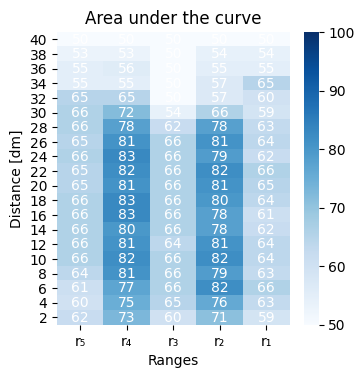 Area under the curve
40
38 53 53 54 54
36 55 56 55 55
34 55 55 57 65
32 65 65 57 60
30 66 72 54 66 59
28 66 78 62 78 63
26 65 81 66 81 64
24 66 83 66 79 62
22 65 82 66 82 66
20 65 81 66 81 65
18 66 83 66 80 64
16 66 83 66 78 61
14 66 80 66 78 62
12 66 81 64 81 64
10 66 82 66 82 64
8 64 81 66 79 63
6 61 77 66 82 66
4 60 75 65 76 63
2 62 73 60 71 59
r₅ r₄ r₃ r₂ r₁
Ranges
Distance [dm]
100
90
80
70
60
50